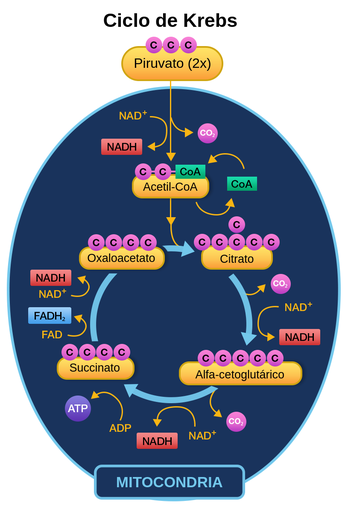 Ciclo de Krebs
C C C
Piruvato (2x)
NAD⁺
CO₂
NADH
C C CoA
Acetil-CoA
CoA
C
C C C C
Oxaloacetato
C C C C C
Citrato
NADH
NAD⁺
CO₂
NAD⁺
FADH₂
FAD
NADH
C C C C
Succinato
C C C C C
Alfa-cetoglutárico
ATP
ADP
CO₂
NADH
NAD⁺
MITOCONDRIA